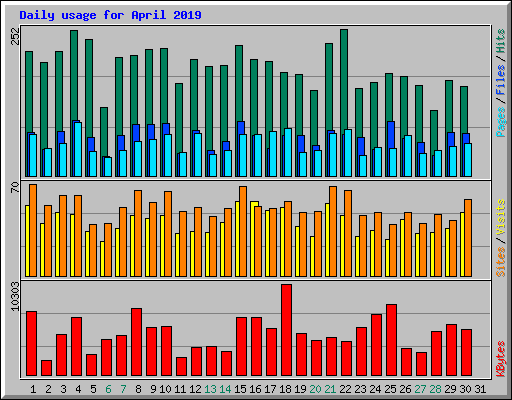 Daily usage for April 2019
252
Pages / Files / Hits
70
Sites / Visits
10303
KBytes
1 2 3 4 5 6 7 8 9 10 11 12 13 14 15 16 17 18 19 20 21 22 23 24 25 26 27 28 29 30 31